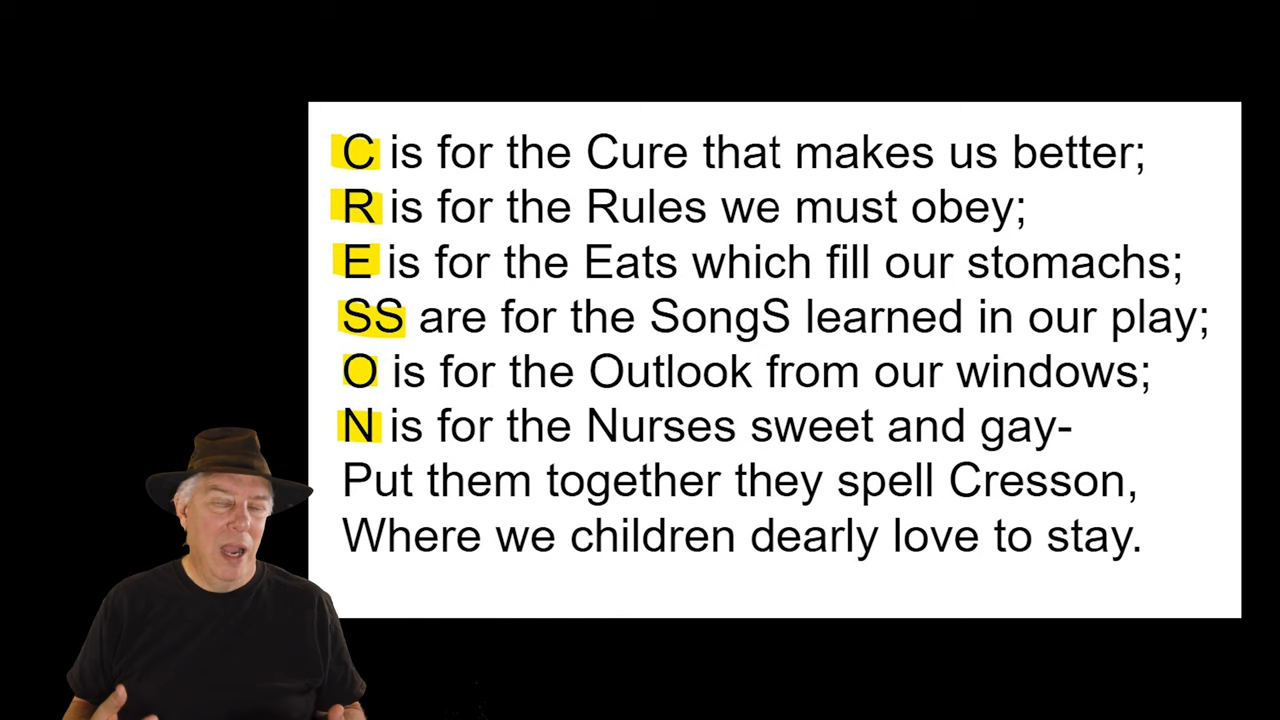 C is for the Cure that makes us better;
R is for the Rules we must obey;
E is for the Eats which fill our stomachs;
SS are for the SongS learned in our play;
O is for the Outlook from our windows;
N is for the Nurses sweet and gay-
Put them together they spell Cresson,
Where we children dearly love to stay.